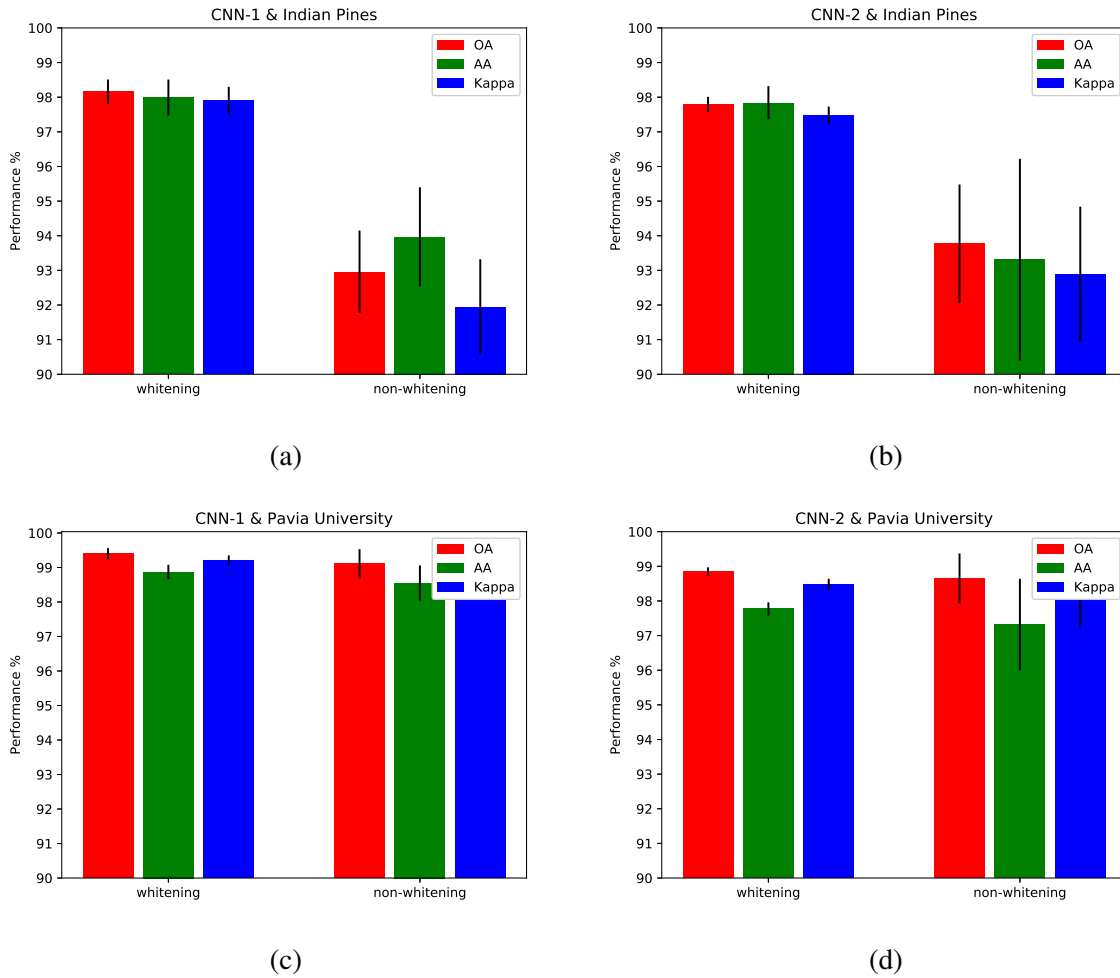 CNN-1 & Indian Pines
100
99
98
97
96
95
94
93
92
91
90
Performance %
OA
AA
Kappa
whitening non-whitening
(a)
CNN-2 & Indian Pines
100
99
98
97
96
95
94
93
92
91
90
Performance %
OA
AA
Kappa
whitening non-whitening
(b)
CNN-1 & Pavia University
100
99
98
97
96
95
94
93
92
91
90
Performance %
OA
AA
Kappa
whitening non-whitening
(c)
CNN-2 & Pavia University
100
99
98
97
96
95
94
93
92
91
90
Performance %
OA
AA
Kappa
whitening non-whitening
(d)